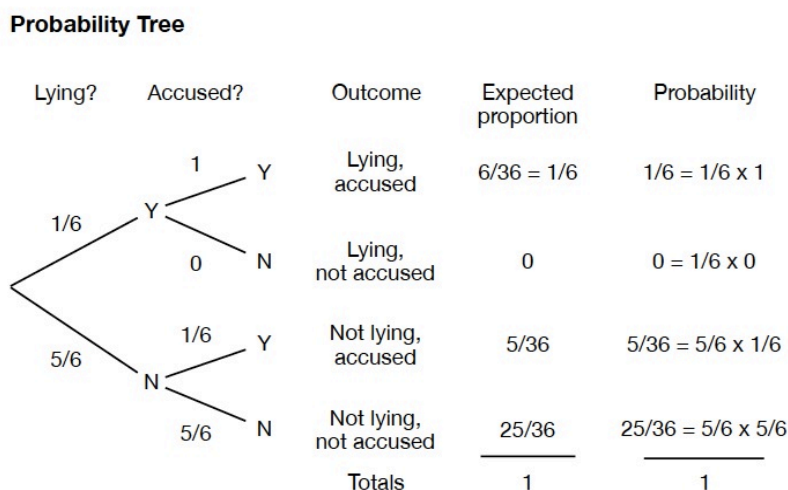 Probability Tree
Lying? Accused? Outcome Expected proportion Probability
1 Y Lying, accused 6/36 = 1/6 1/6 = 1/6 x 1
1/6 Y
0 N Lying, not accused 0 0 = 1/6 x 0
1/6 Y Not lying, accused 5/36 5/36 = 5/6 x 1/6
5/6 N
5/6 N Not lying, not accused 25/36 25/36 = 5/6 x 5/6
Totals 1 1